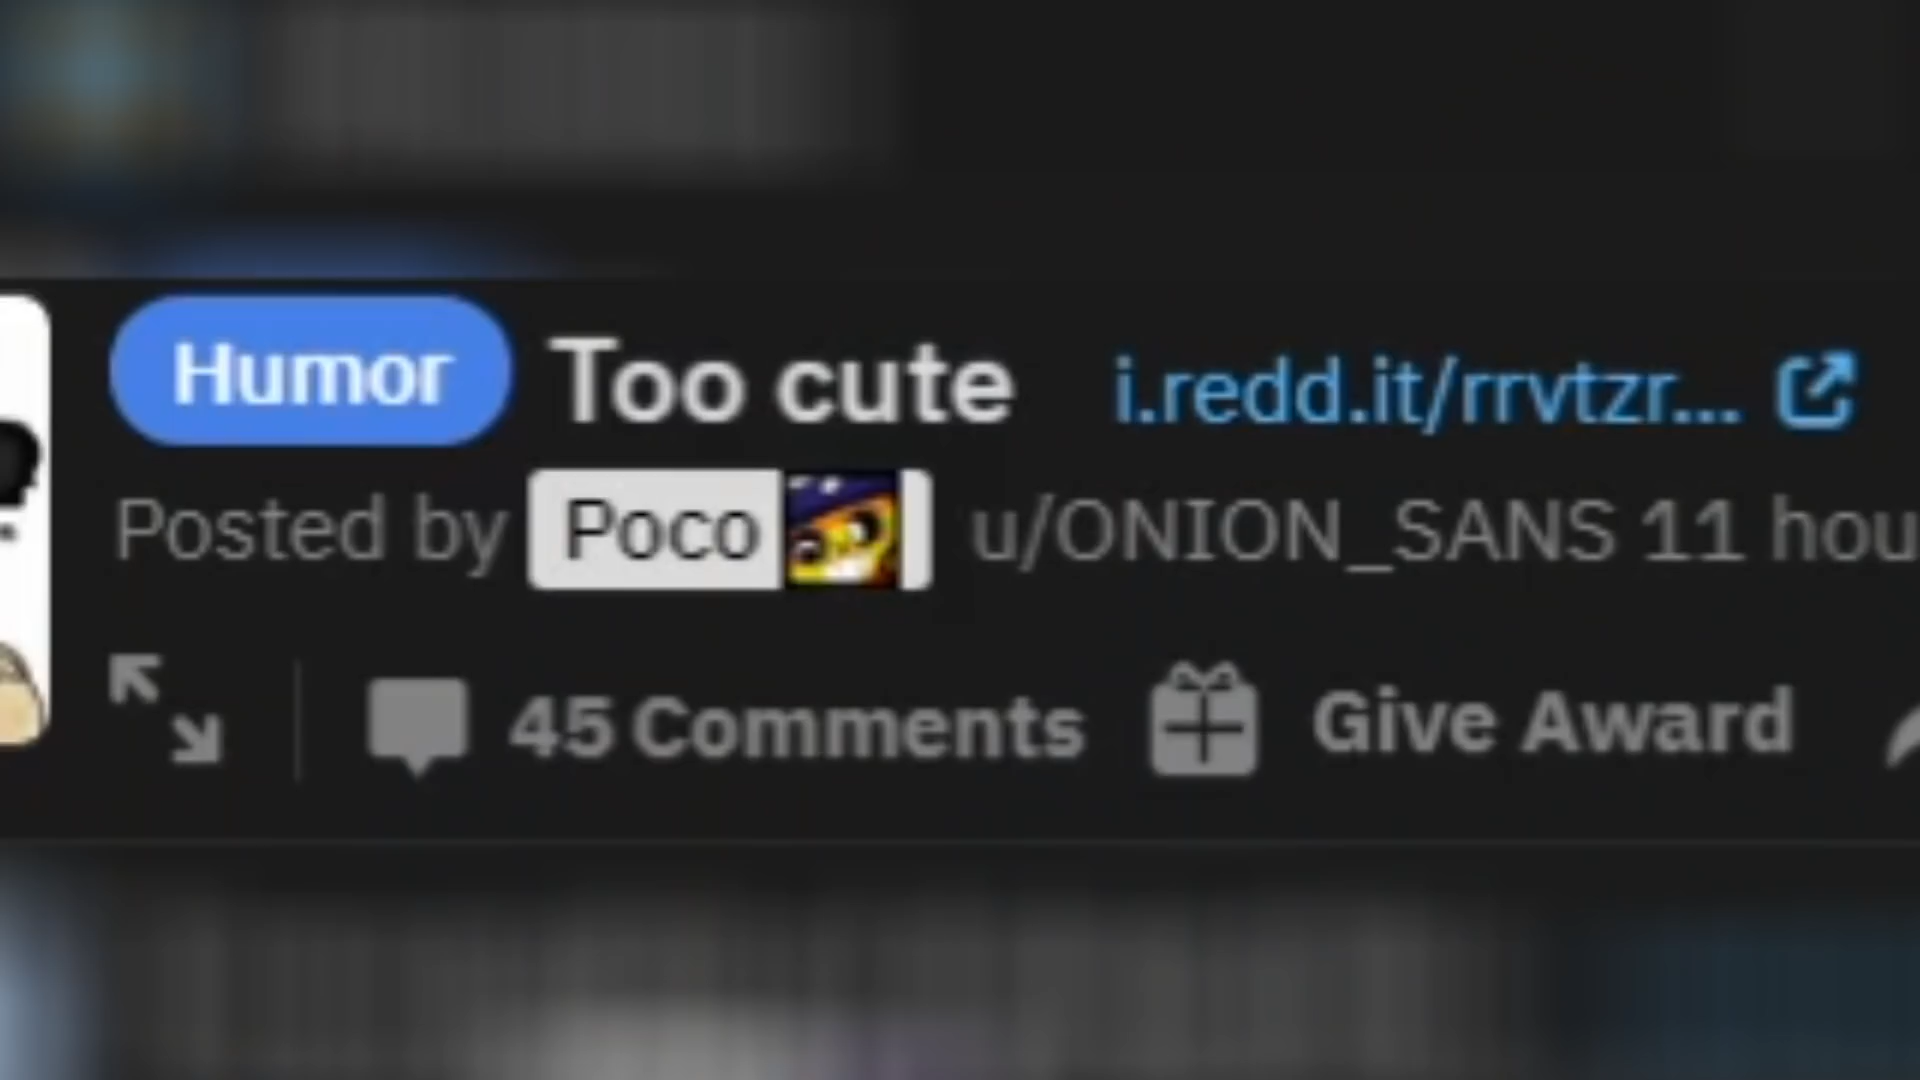 Humor Too cute i.redd.it/rrvtzr...
Posted by Poco u/ONION_SANS 11 hou
45 Comments Give Award